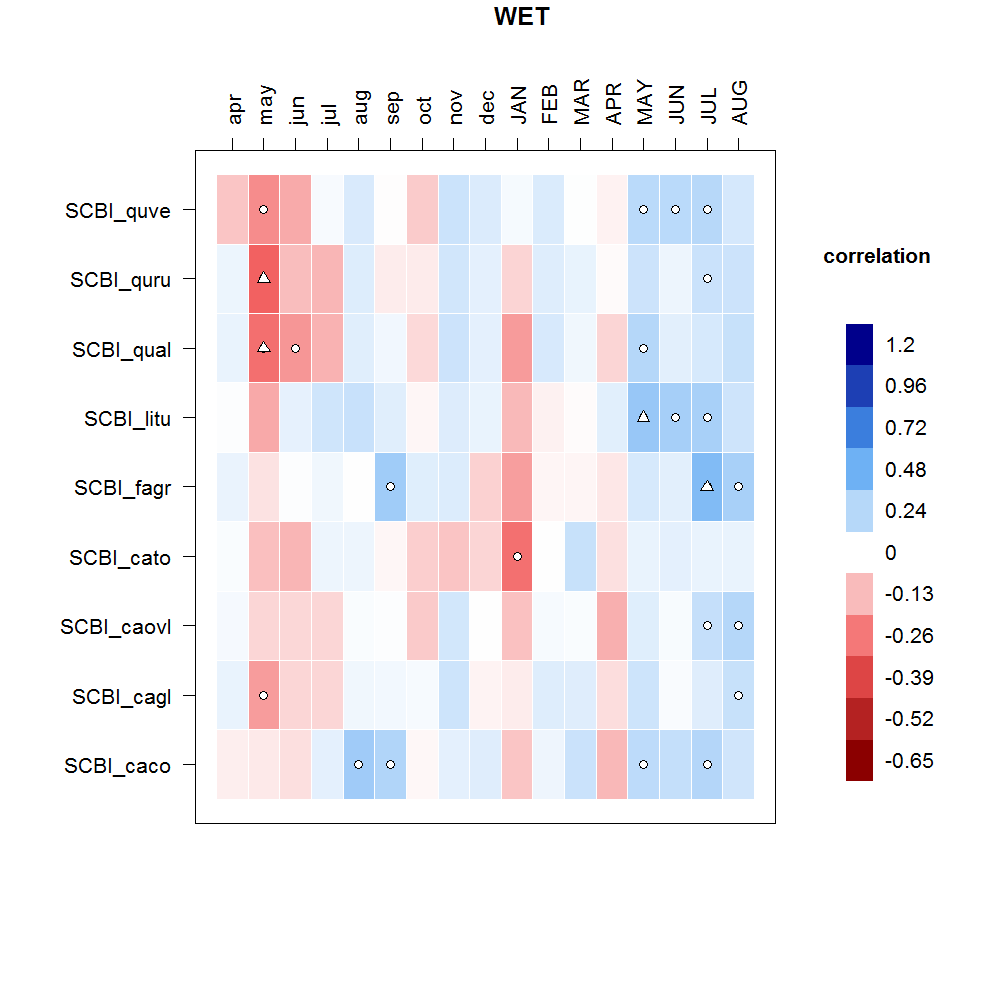 WET
apr may jun jul aug sep oct nov dec JAN FEB MAR APR MAY JUN JUL AUG
SCBI_quve
SCBI_quru
SCBI_qual
SCBI_litu
SCBI_fagr
SCBI_cato
SCBI_caovl
SCBI_cagl
SCBI_caco
correlation
1.2
0.96
0.72
0.48
0.24
0
-0.13
-0.26
-0.39
-0.52
-0.65